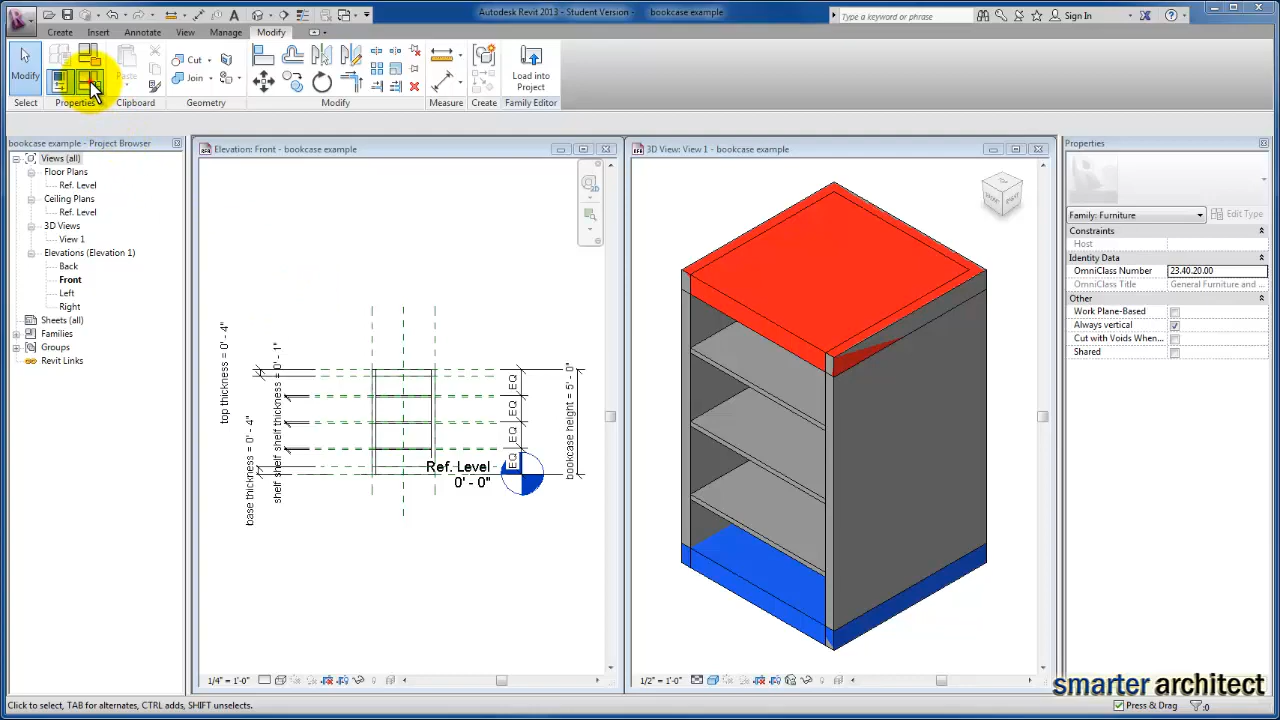 Autodesk Revit 2013 - Student Version - bookcase example
Type a keyword or phrase
Sign In
Create Insert Annotate View Manage Modify
Modify
Paste
Cut
Join
Load into
Project
Select Properties Clipboard Geometry Modify Measure Create Family Editor
bookcase example - Project Browser
Views (all)
Floor Plans
Ref. Level
Ceiling Plans
Ref. Level
3D Views
View 1
Elevations (Elevation 1)
Back
Front
Left
Right
Sheets (all)
Families
Groups
Revit Links
Elevation: Front - bookcase example
top thickness = 0' - 4"
base thickness = 0' - 4"
shelf shelf thickness = 0' - 1"
EQ
EQ
EQ
EQ
bookcase height = 5' - 0"
Ref. Level
0' - 0"
1/4" = 1'-0"
3D View: View 1 - bookcase example
1/2" = 1'-0"
Properties
Family: Furniture
Edit Type
Constraints
Host
Identity Data
OmniClass Number 23.40.20.00
OmniClass Title General Furniture and ...
Other
Work Plane-Based
Always vertical
Cut with Voids When...
Shared
smarter architect
Click to select, TAB for alternates, CTRL adds, SHIFT unselects.
Press & Drag
:0